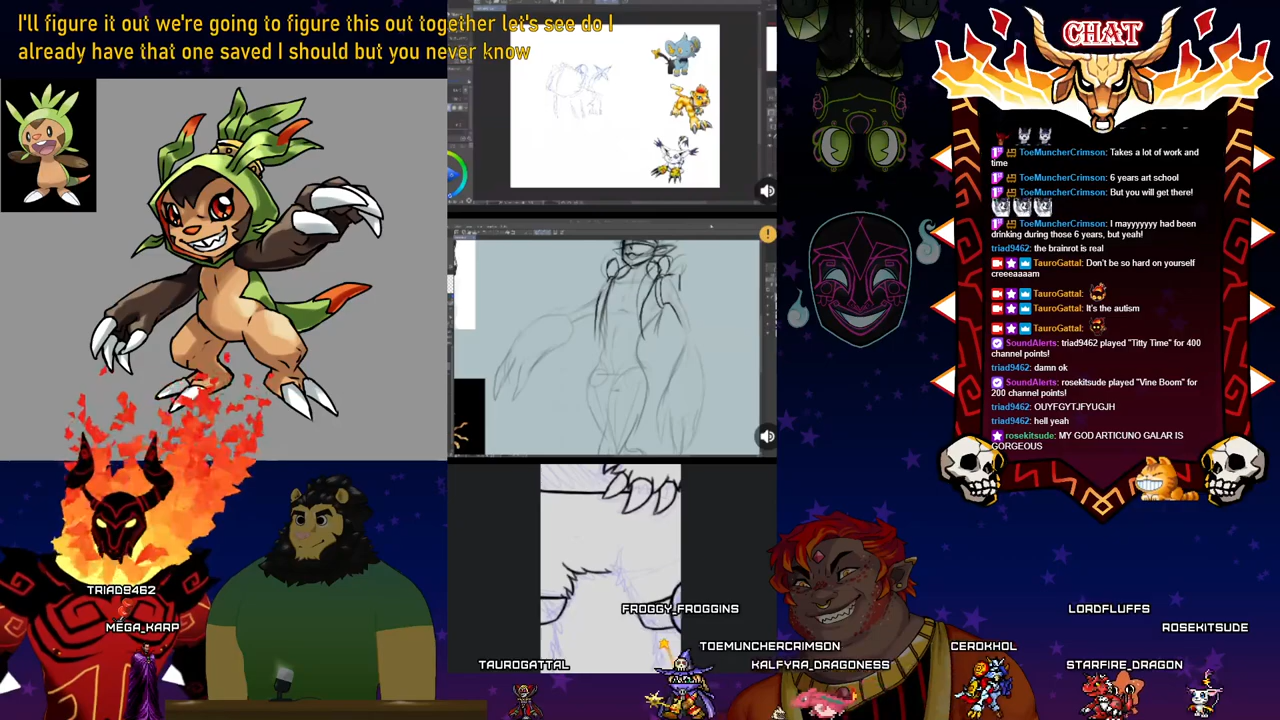 I'll figure it out we're going to figure this out together let's see do I
already have that one saved I should but you never know
CHAT
ToeMuncherCrimson: Takes a lot of work and
time
ToeMuncherCrimson: 6 years art school
ToeMuncherCrimson: But you will get there!
ToeMuncherCrimson: I mayyyyyy had been
drinking during those 6 years, but yeah!
triad9462: the brainrot is real
TauroGattal: Don't be so hard on yourself
creeeaaaam
TauroGattal:
TauroGattal: It's the autism
TauroGattal:
SoundAlerts: triad9462 played "Titty Time" for 400
channel points!
triad9462: damn ok
SoundAlerts: rosekitsude played "Vine Boom" for
200 channel points!
triad9462: OUYFGYTJFYUGJH
triad9462: hell yeah
rosekitsude: MY GOD ARTICUNO GALAR IS
GORGEOUS
TRIAD9462
MEGA_KARP
FROGGY_FROGGINS
LORDFLUFFS
ROSEKITSUDE
TOEMUNCHERCRIMSON
CEROKHOL
TAUROGATTAL
KALFYRA_DRAGONESS
STARFIRE_DRAGON